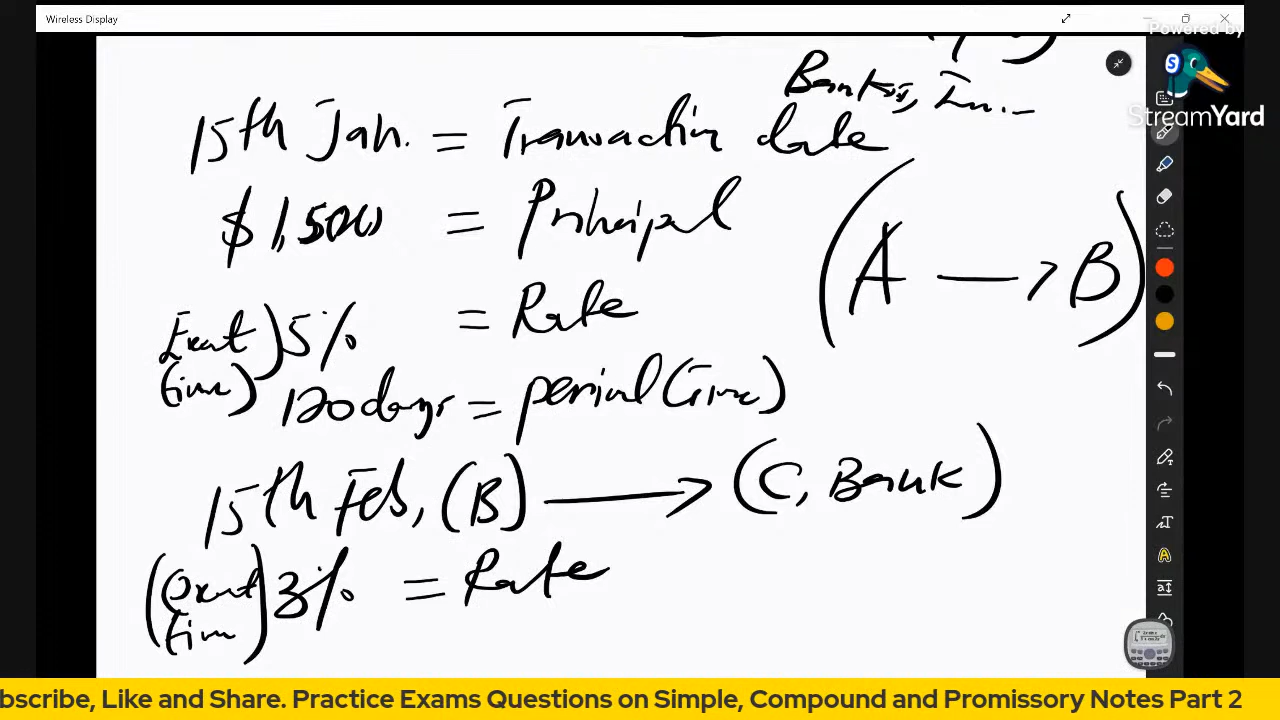 Wireless Display
Powered by
StreamYard
Banks, In...
15th Jan. = Transaction date
$1,500 = Principal
(A → B)
5% = Rate
(Exact time) 120 days = period (Time)
15th Feb, (B) → (C, Bank)
(Exact time) 3% = Rate
bscribe, Like and Share. Practice Exams Questions on Simple, Compound and Promissory Notes Part 2